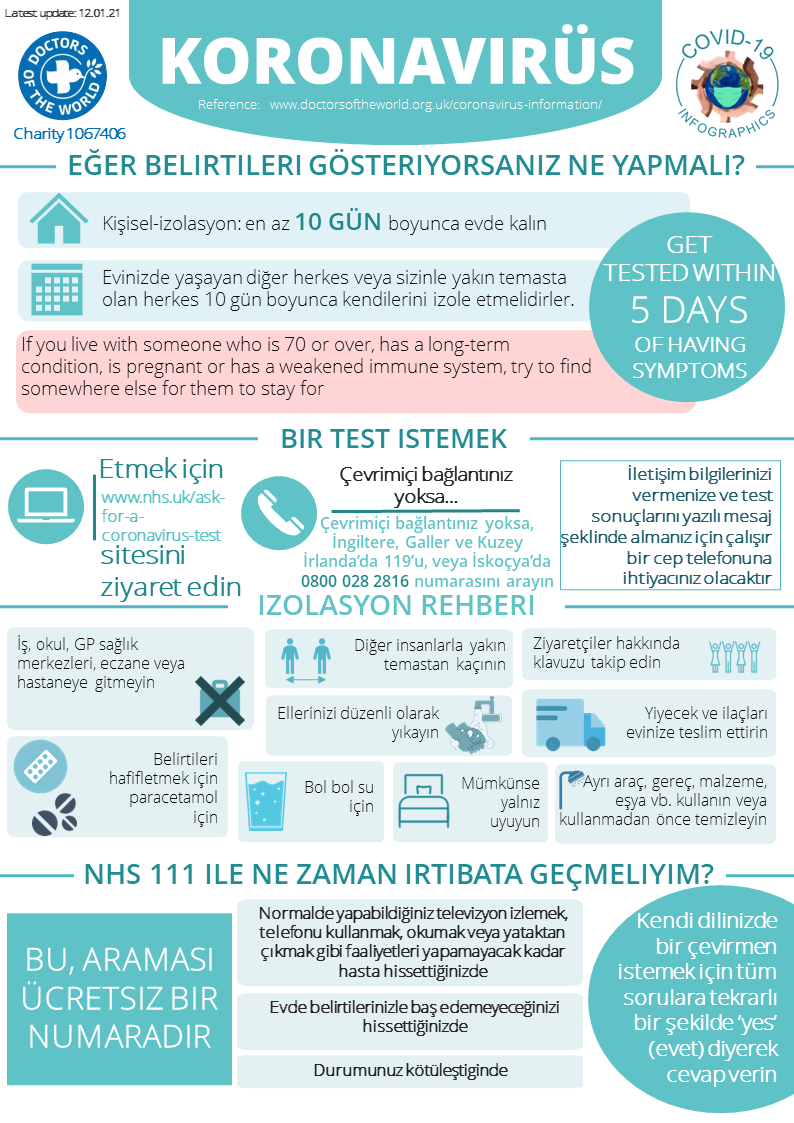 Latest update: 12.01.21
DOCTORS OF THE WORLD
Charity 1067406
KORONAVIRÜS
Reference: www.doctorsoftheworld.org.uk/coronavirus-information/
COVID-19
INFOGRAPHICS
EĞER BELIRTILERI GÖSTERIYORSANIZ NE YAPMALI?
Kişisel-izolasyon: en az 10 GÜN boyunca evde kalın
Evinizde yaşayan diğer herkes veya sizinle yakın temasta
olan herkes 10 gün boyunca kendilerini izole etmelidirler.
If you live with someone who is 70 or over, has a long-term
condition, is pregnant or has a weakened immune system, try to find
somewhere else for them to stay for
GET
TESTED WITHIN
5 DAYS
OF HAVING
SYMPTOMS
BIR TEST ISTEMEK
Etmek için
www.nhs.uk/ask-
for-a-
coronavirus-test
sitesini
ziyaret edin
Çevrimiçi bağlantınız
yoksa...
Çevrimiçi bağlantınız yoksa,
İngiltere, Galler ve Kuzey
İrlanda’da 119’u, veya İskoçya’da
0800 028 2816 numarasını arayın
İletişim bilgilerinizi
vermenize ve test
sonuçlarını yazılı mesaj
şeklinde almanız için çalışır
bir cep telefonuna
ihtiyacınız olacaktır
IZOLASYON REHBERI
İş, okul, GP sağlık
merkezleri, eczane veya
hastaneye gitmeyin
Diğer insanlarla yakın
temastan kaçının
Ziyaretçiler hakkında
klavuzu takip edin
Ellerinizi düzenli olarak
yıkayın
Yiyecek ve ilaçları
evinize teslim ettirin
Belirtileri
hafifletmek için
paracetamol
için
Bol bol su
için
Mümkünse
yalnız
uyuyun
Ayrı araç, gereç, malzeme,
eşya vb. kullanın veya
kullanmadan önce temizleyin
NHS 111 ILE NE ZAMAN IRTIBATA GEÇMELIYIM?
BU, ARAMASI
ÜCRETSIZ BIR
NUMARADIR
Normalde yapabildiğiniz televizyon izlemek,
telefonu kullanmak, okumak veya yataktan
çıkmak gibi faaliyetleri yapamayacak kadar
hasta hissettiğinizde
Evde belirtilerinizle baş edemeyeceğinizi
hissettiğinizde
Durumunuz kötüleştiginde
Kendi dilinizde
bir çevirmen
istemek için tüm
sorulara tekrarlı
bir şekilde ‘yes’
(evet) diyerek
cevap verin